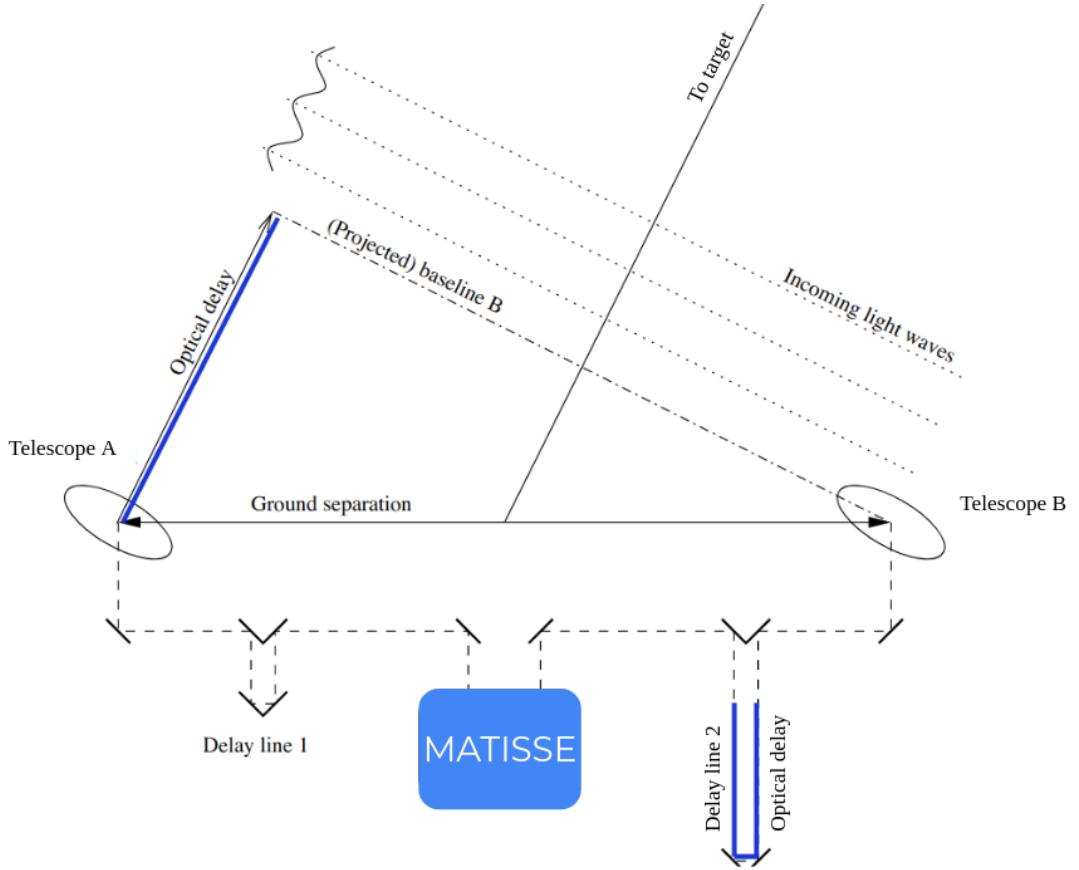 To target
(Projected) baseline B
Incoming light waves
Optical delay
Telescope A
Ground separation
Telescope B
Delay line 1
MATISSE
Delay line 2
Optical delay